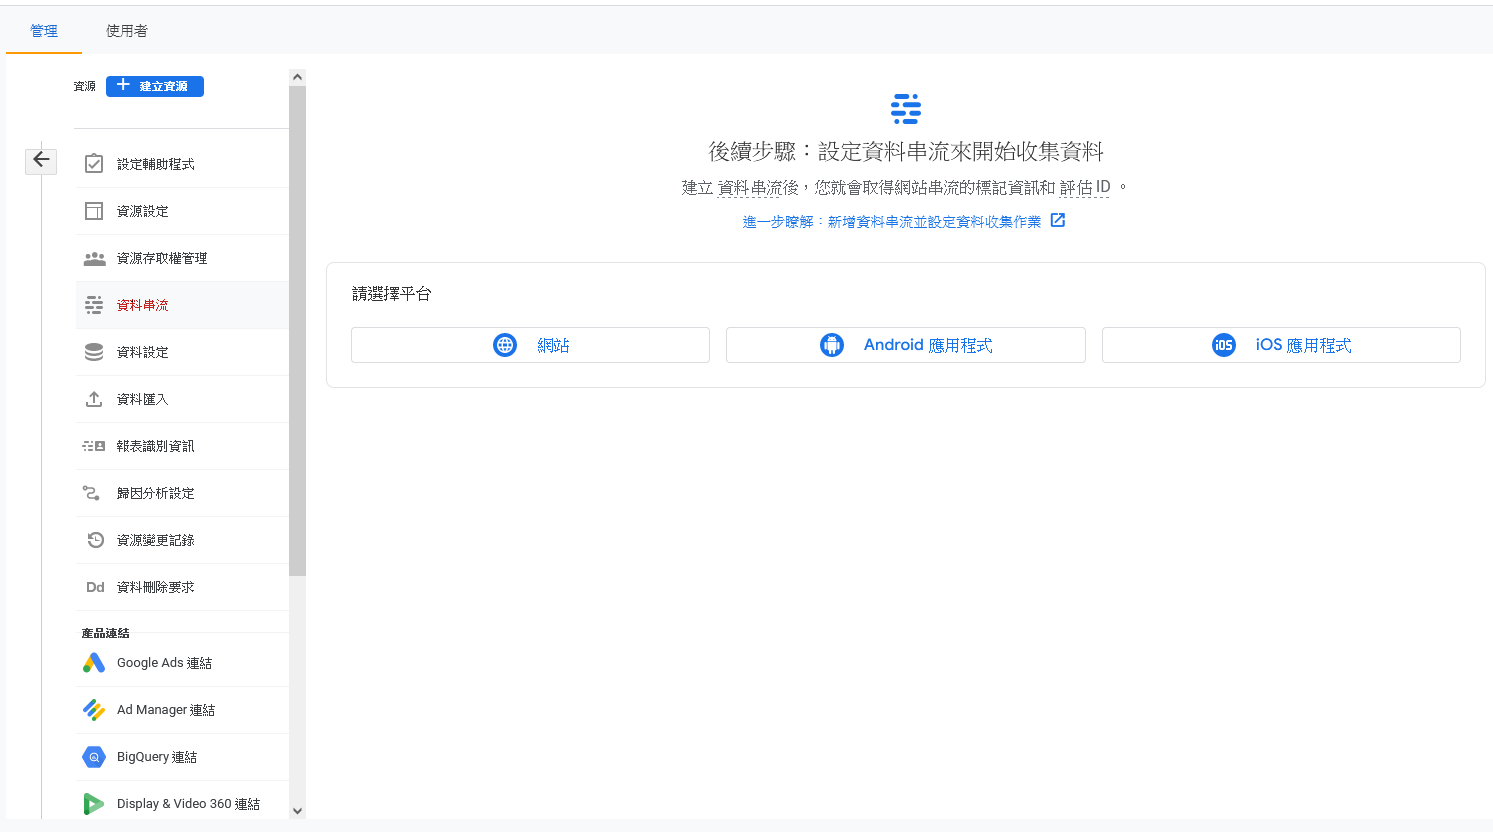 管理
使用者
資源
建立資源
設定輔助程式
資源設定
資源存取權管理
資料串流
資料設定
資料匯入
報表識別資訊
歸因分析設定
資源變更記錄
Dd 資料刪除要求
產品連結
Google Ads 連結
Ad Manager 連結
BigQuery 連結
Display & Video 360 連結
後續步驟：設定資料串流來開始收集資料
建立 資料串流後，您就會取得網站串流的標記資訊和 評估 ID 。
進一步瞭解：新增資料串流並設定資料收集作業
請選擇平台
網站
Android 應用程式
iOS iOS 應用程式